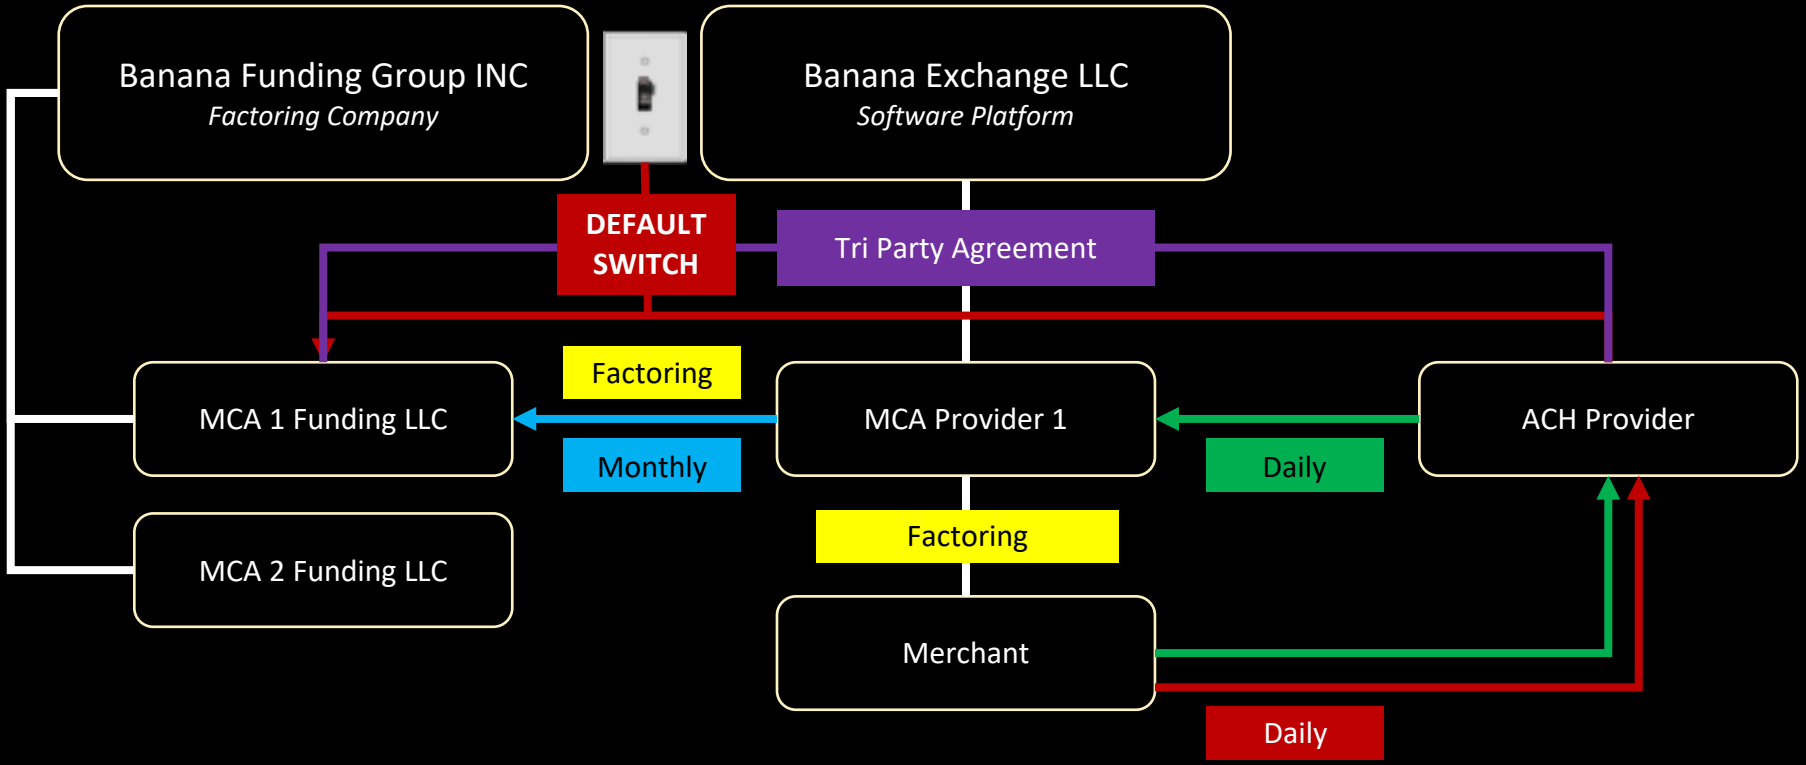 Banana Funding Group INC
Factoring Company
Banana Exchange LLC
Software Platform
DEFAULT
SWITCH
Tri Party Agreement
Factoring
MCA 1 Funding LLC
MCA Provider 1
ACH Provider
Monthly
Daily
Factoring
MCA 2 Funding LLC
Merchant
Daily